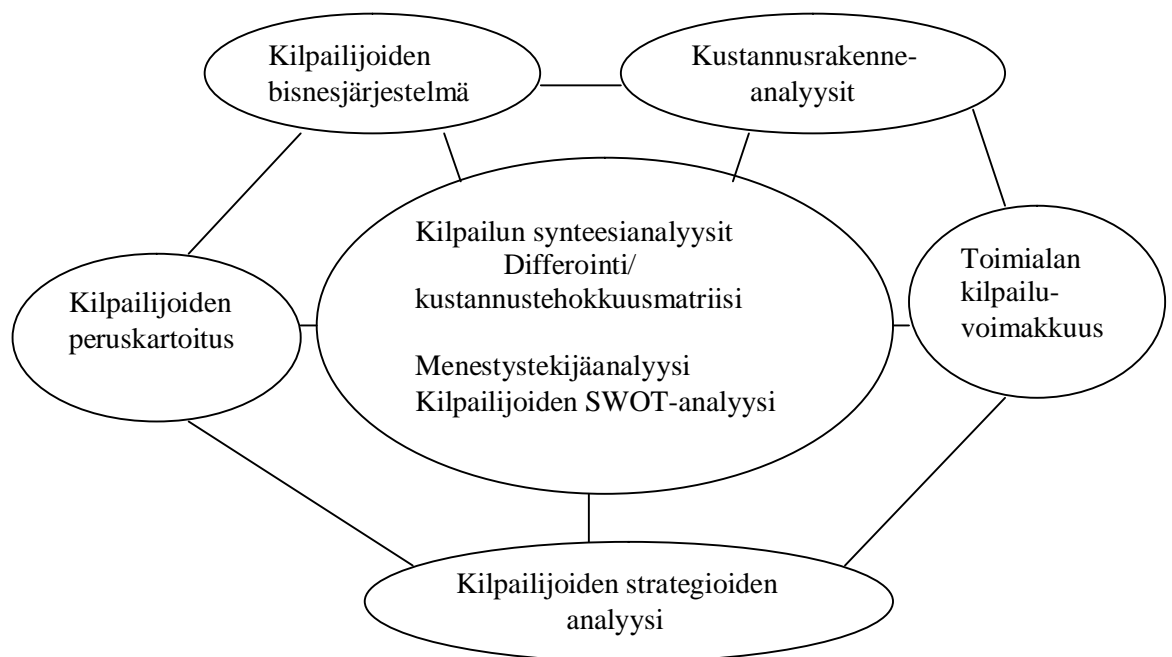 Kilpailijoiden
bisnesjärjestelmä
Kustannusrakenne-
analyysit
Kilpailun synteesianalyysit
Differointi/
kustannustehokkuusmatriisi
Menestystekijäanalyysi
Kilpailijoiden SWOT-analyysi
Toimialan
kilpailu-
voimakkuus
Kilpailijoiden
peruskartoitus
Kilpailijoiden strategioiden
analyysi